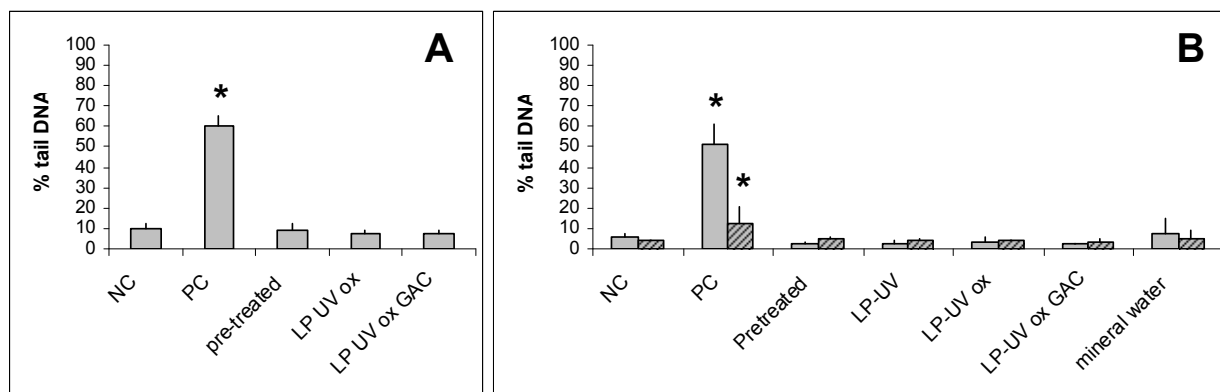 A
% tail DNA
100
90
80
70
60
50
40
30
20
10
0
*
NC
PC
pre-treated
LP UV ox
LP UV ox GAC
B
% tail DNA
100
90
80
70
60
50
40
30
20
10
0
*
*
NC
PC
Pretreated
LP-UV
LP-UV ox
LP-UV ox GAC
mineral water